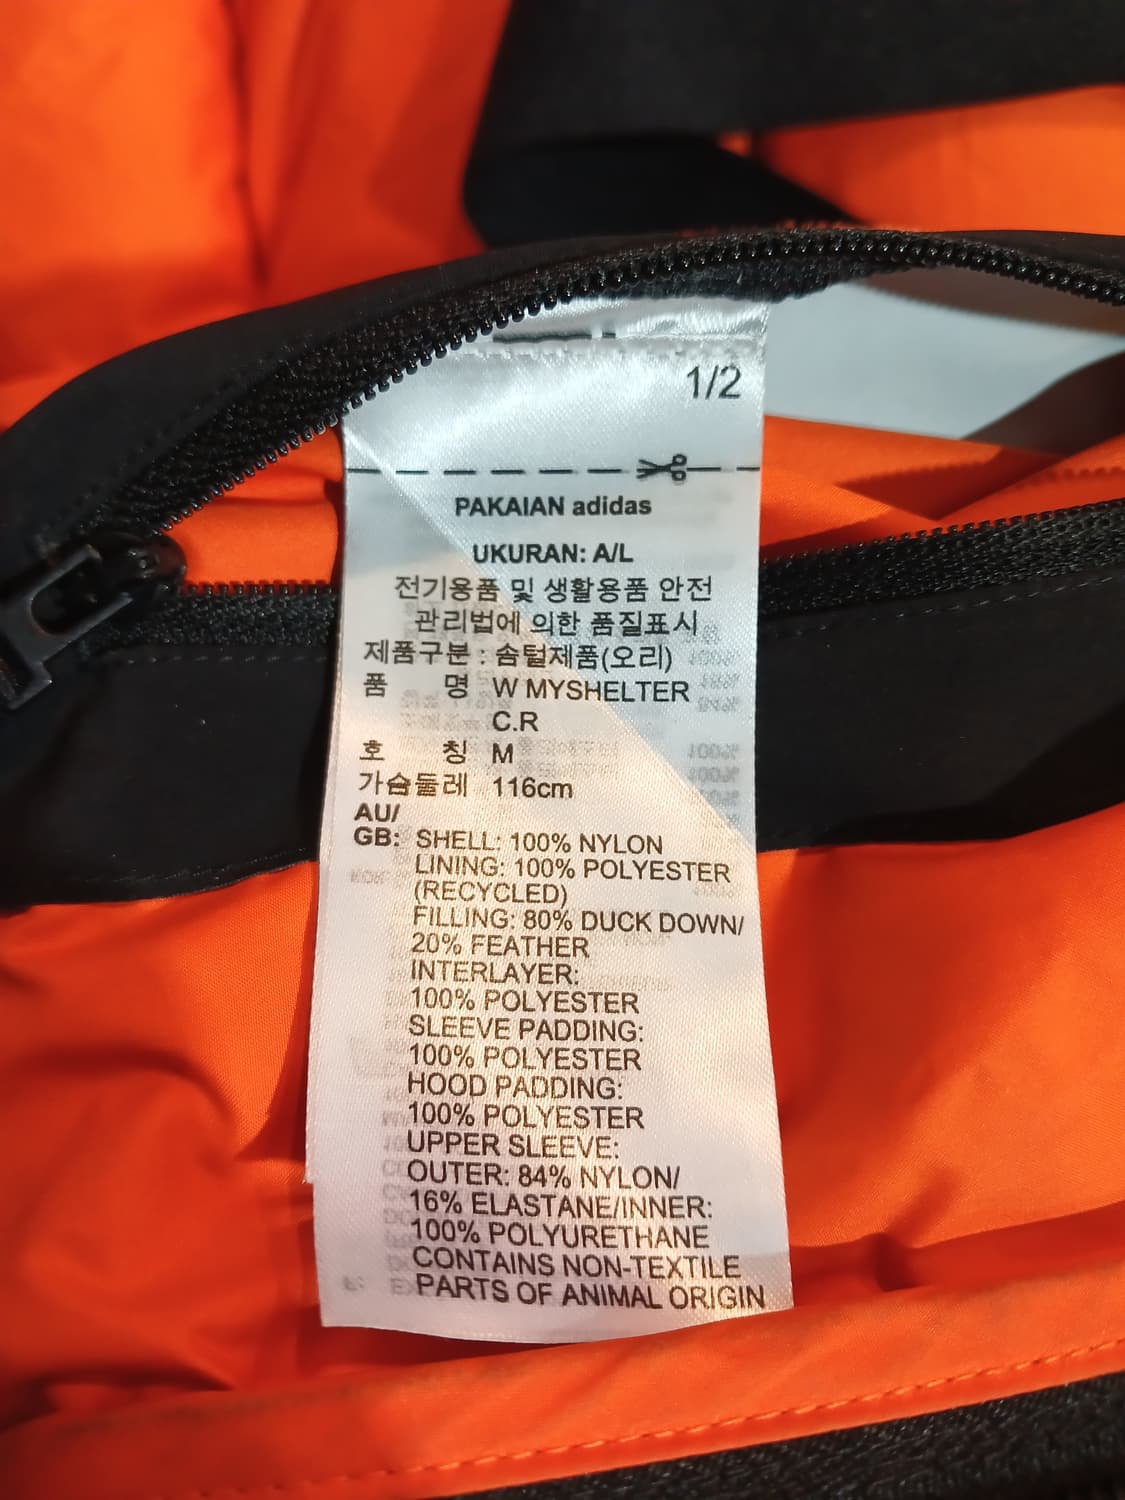 1/2
PAKAIAN adidas
UKURAN: A/L
전기용품 및 생활용품 안전
관리법에 의한 품질표시
제품구분 : 솜털제품(오리)
품 명 W MYSHELTER
C.R
호 칭 M
가슴둘레 116cm
AU/
GB: SHELL: 100% NYLON
LINING: 100% POLYESTER
(RECYCLED)
FILLING: 80% DUCK DOWN/
20% FEATHER
INTERLAYER:
100% POLYESTER
SLEEVE PADDING:
100% POLYESTER
HOOD PADDING:
100% POLYESTER
UPPER SLEEVE:
OUTER: 84% NYLON/
16% ELASTANE/INNER:
100% POLYURETHANE
CONTAINS NON-TEXTILE
PARTS OF ANIMAL ORIGIN